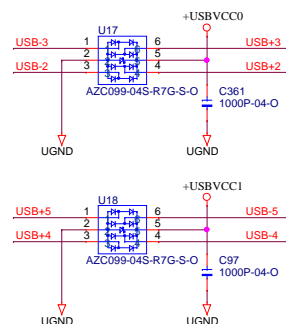 U17
+USBVCC0
USB-3 1 6 USB+3
2 5
USB-2 3 4 USB+2
AZC099-04S-R7G-S-O
C361
1000P-04-O
UGND UGND
U18
+USBVCC1
USB+5 1 6 USB-5
2 5
USB+4 3 4 USB-4
AZC099-04S-R7G-S-O
C97
1000P-04-O
UGND UGND